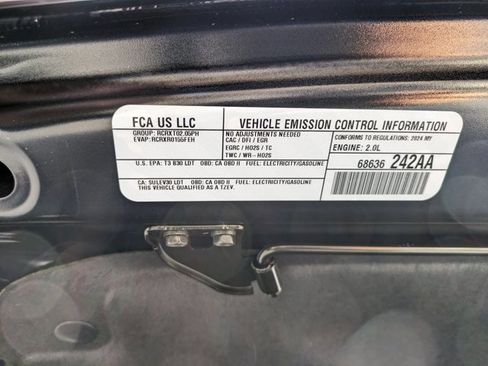 FCA US LLC
VEHICLE EMISSION CONTROL INFORMATION
GROUP: RCRXT02.05PH
EVAP: RCRXR0155FEH
NO ADJUSTMENTS NEEDED
CAC / DFI / EGR
EGRC / HO2S / TC
TWC / WR-HO2S
CONFORMS TO REGULATIONS: 2024 MY
ENGINE: 2.0L
U.S. EPA: T3 B30 LDT OBD: CA OBD II FUEL: ELECTRICITY/GASOLINE
68636 242AA
CA: SULEV30 LDT OBD: CA OBD II FUEL: ELECTRICITY/GASOLINE
THIS VEHICLE QUALIFIED AS A TZEV.